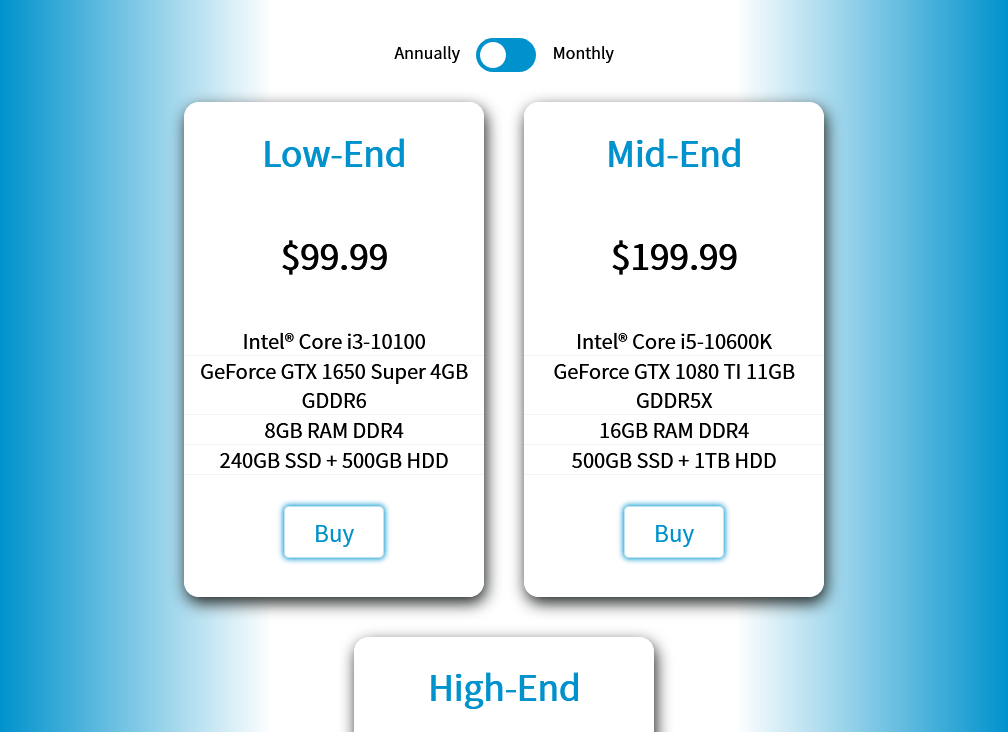 Annually
Monthly
Low-End
$99.99
Intel® Core i3-10100
GeForce GTX 1650 Super 4GB
GDDR6
8GB RAM DDR4
240GB SSD + 500GB HDD
Buy
Mid-End
$199.99
Intel® Core i5-10600K
GeForce GTX 1080 TI 11GB
GDDR5X
16GB RAM DDR4
500GB SSD + 1TB HDD
Buy
High-End